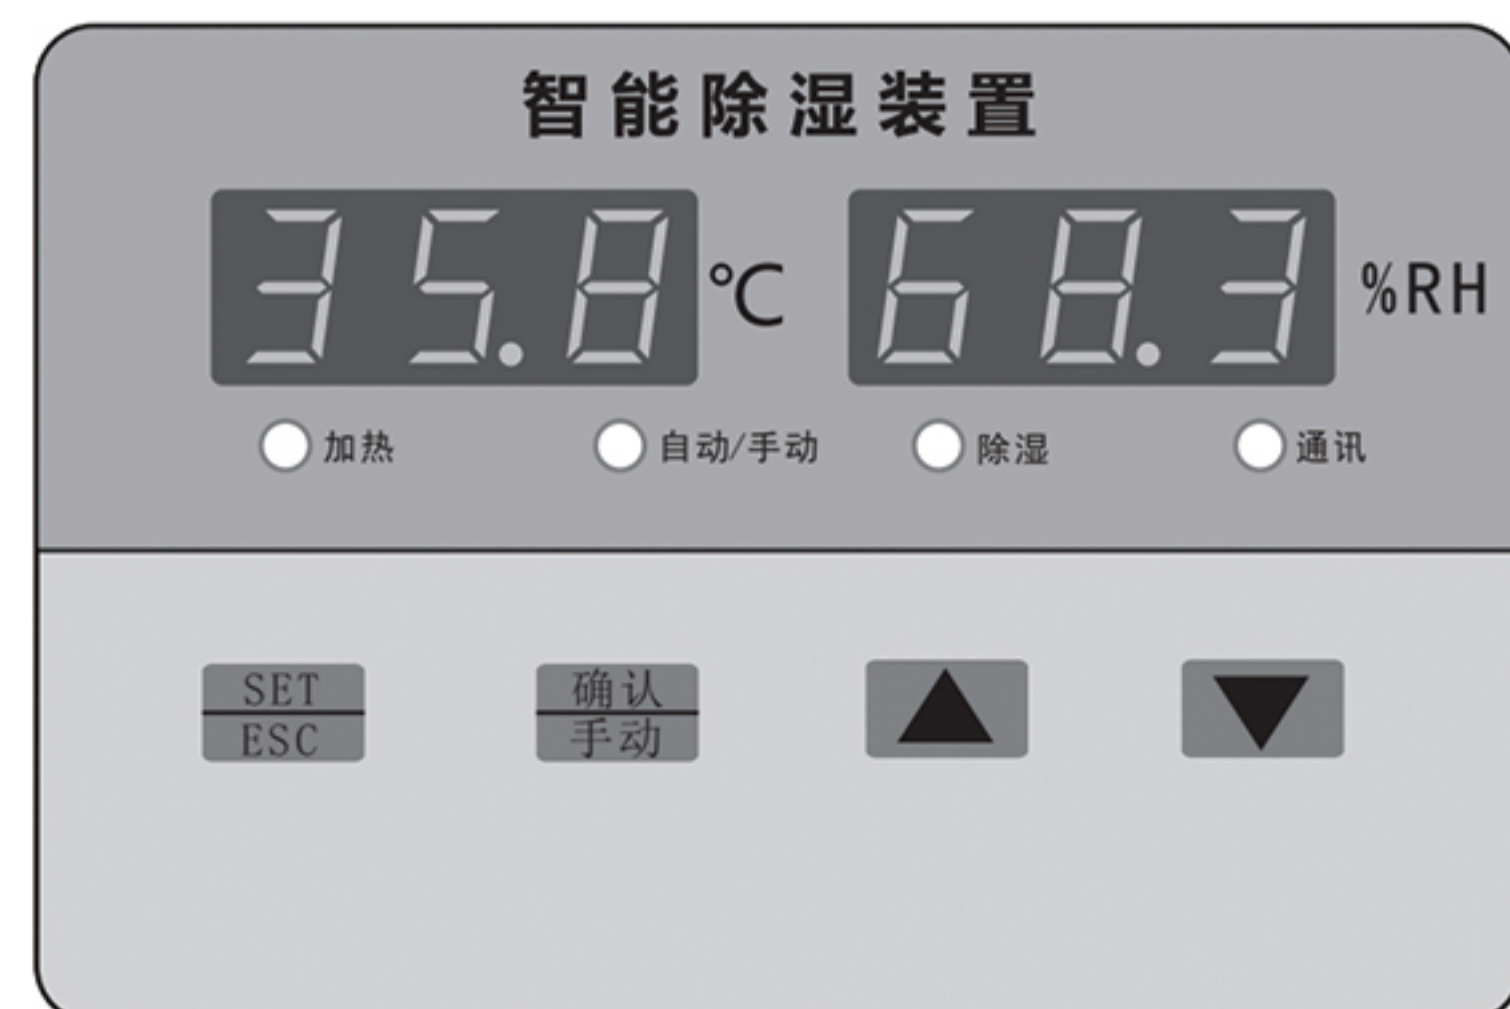 智能除湿装置
35.8 ℃ 68.3 %RH
加热 自动/手动 除湿 通讯
SET 确认
ESC 手动